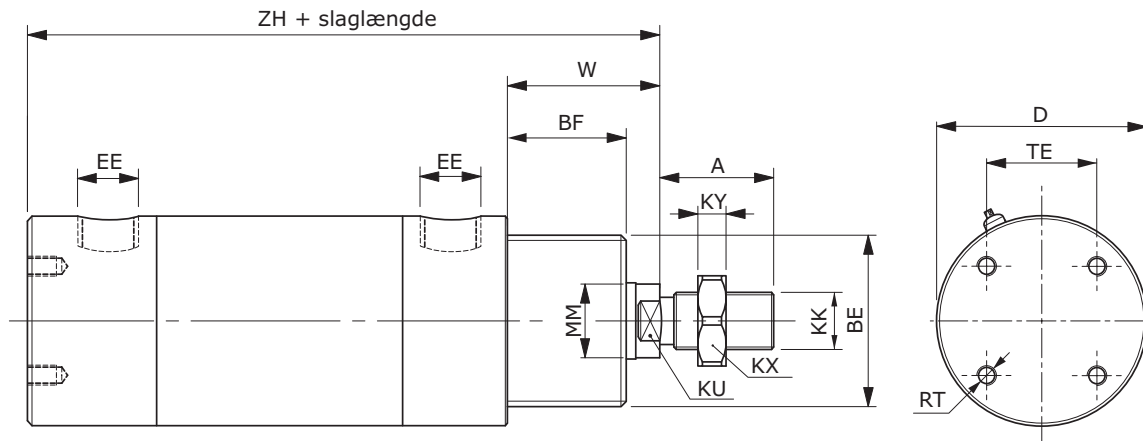 ZH + slaglængde
W
BF
D
TE
EE
EE
A
KY
MM
KK
BE
KX
KU
RT